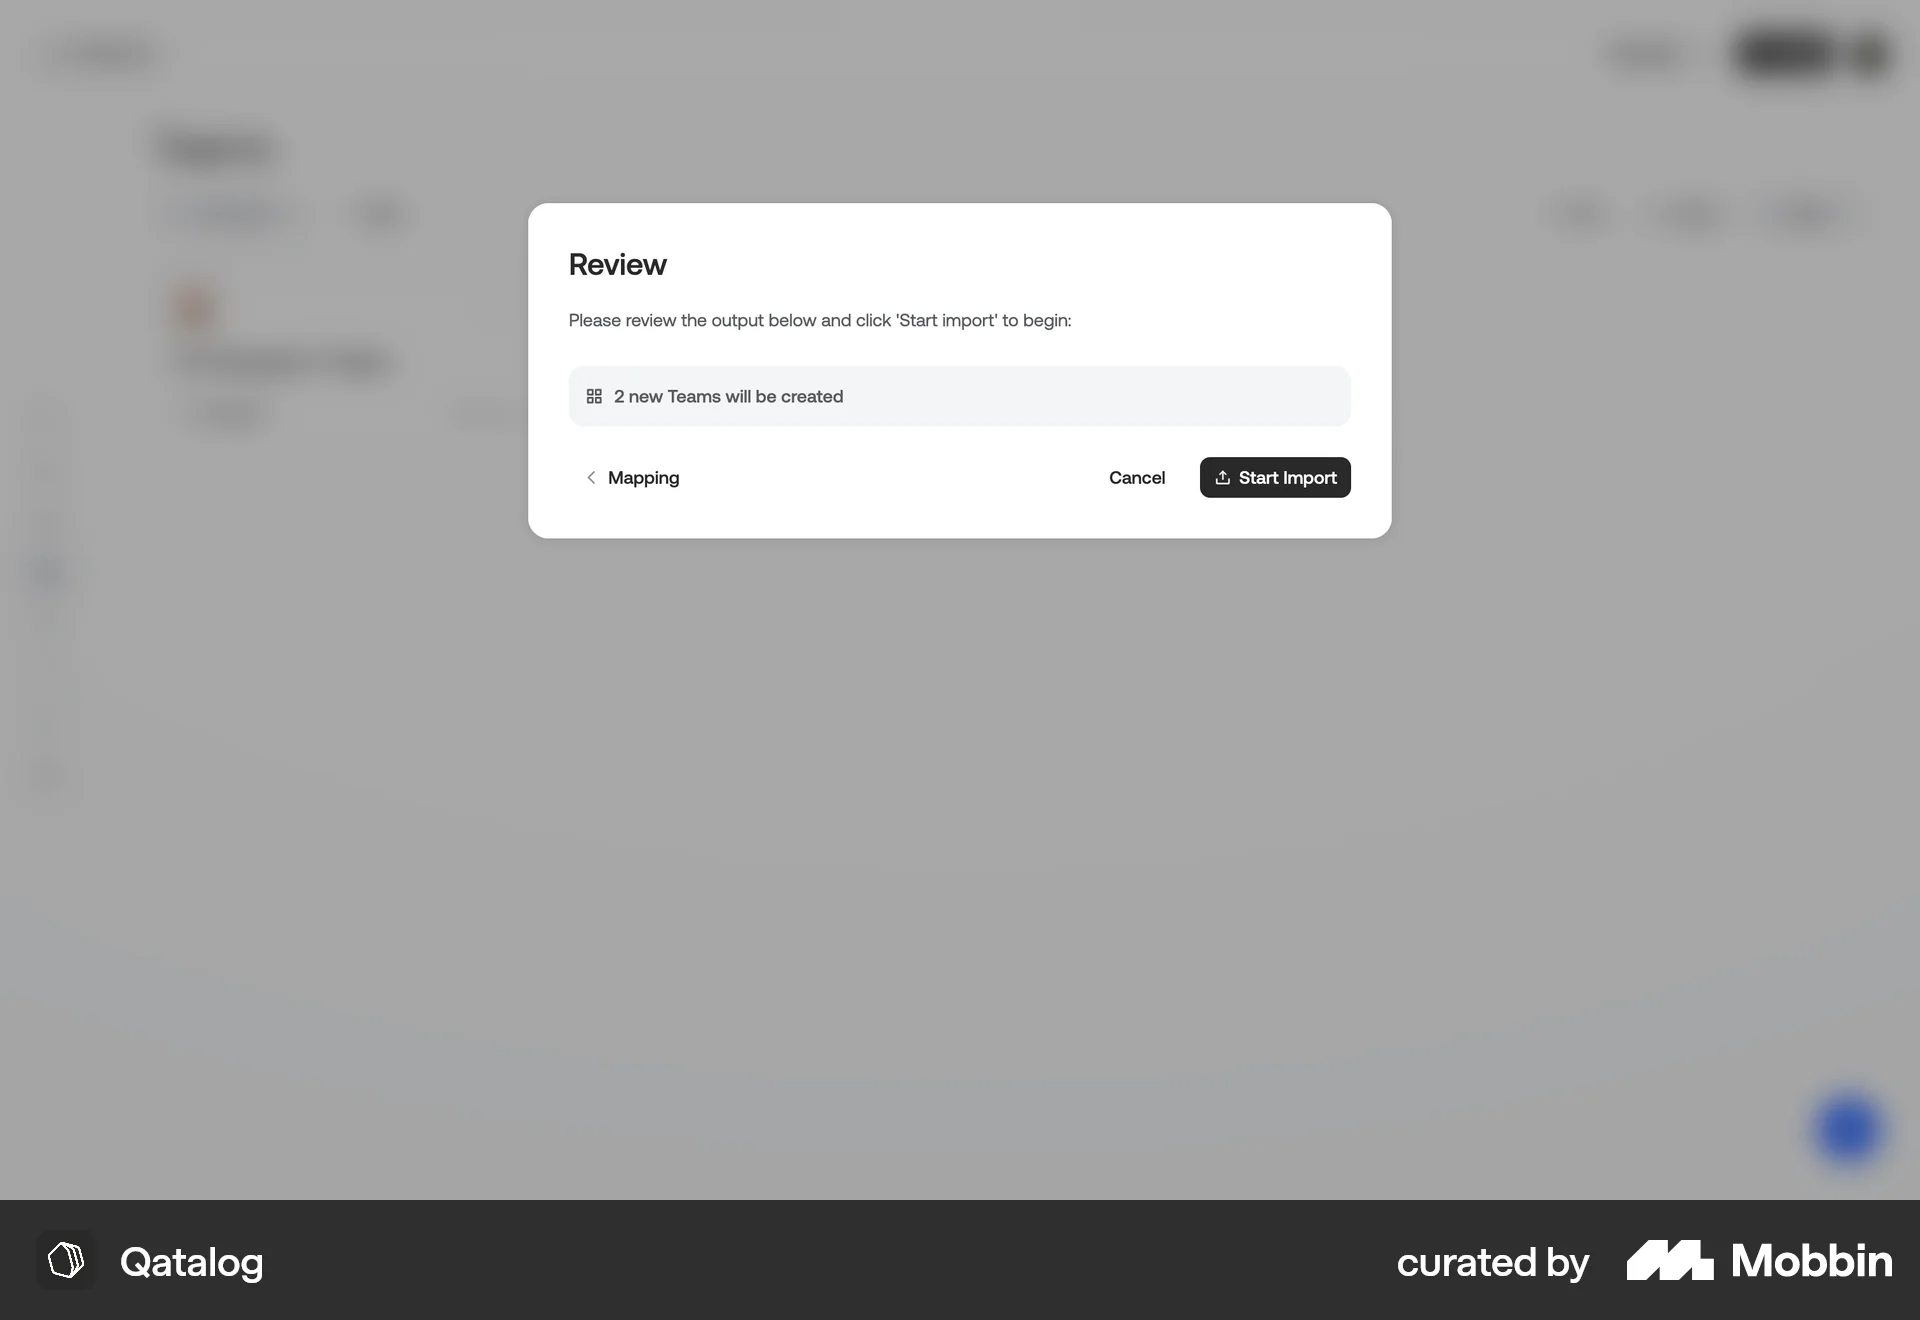 Review
Please review the output below and click 'Start import' to begin:
2 new Teams will be created
Mapping
Cancel
Start Import
Qatalog
curated by
Mobbin